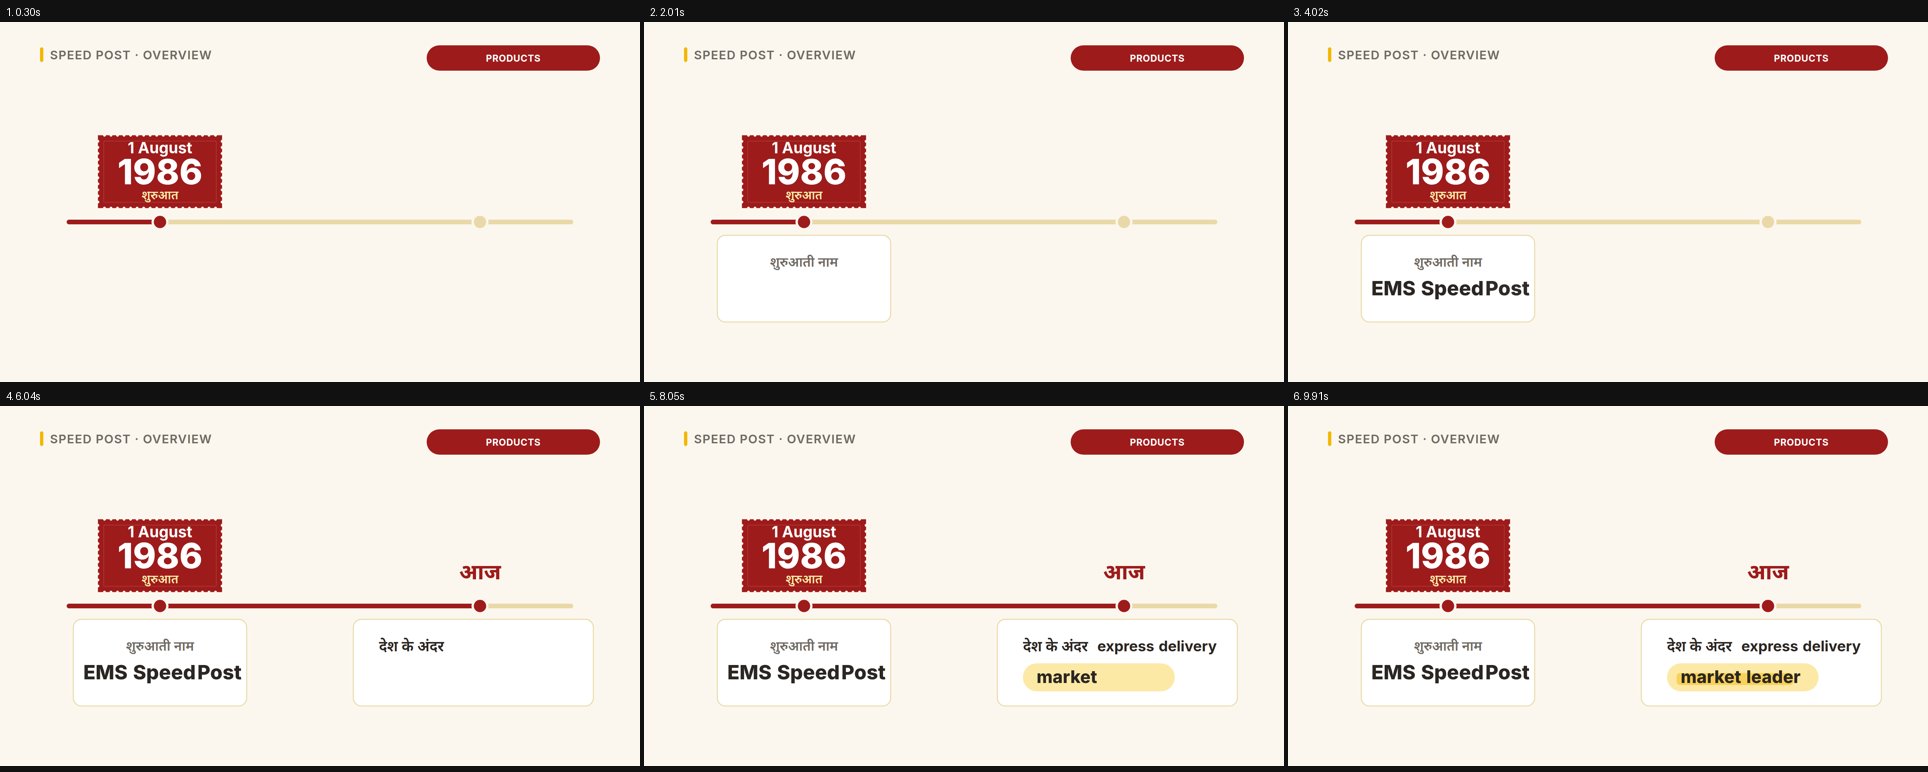 1. 0.30s
SPEED POST · OVERVIEW
PRODUCTS
1 August
1986
शुरुआत
2. 2.01s
SPEED POST · OVERVIEW
PRODUCTS
1 August
1986
शुरुआत
शुरुआती नाम
3. 4.02s
SPEED POST · OVERVIEW
PRODUCTS
1 August
1986
शुरुआत
शुरुआती नाम
EMS SpeedPost
4. 6.04s
SPEED POST · OVERVIEW
PRODUCTS
1 August
1986
शुरुआत
आज
शुरुआती नाम
EMS SpeedPost
देश के अंदर
5. 8.05s
SPEED POST · OVERVIEW
PRODUCTS
1 August
1986
शुरुआत
आज
शुरुआती नाम
EMS SpeedPost
देश के अंदर express delivery
market
6. 9.91s
SPEED POST · OVERVIEW
PRODUCTS
1 August
1986
शुरुआत
आज
शुरुआती नाम
EMS SpeedPost
देश के अंदर express delivery
market leader